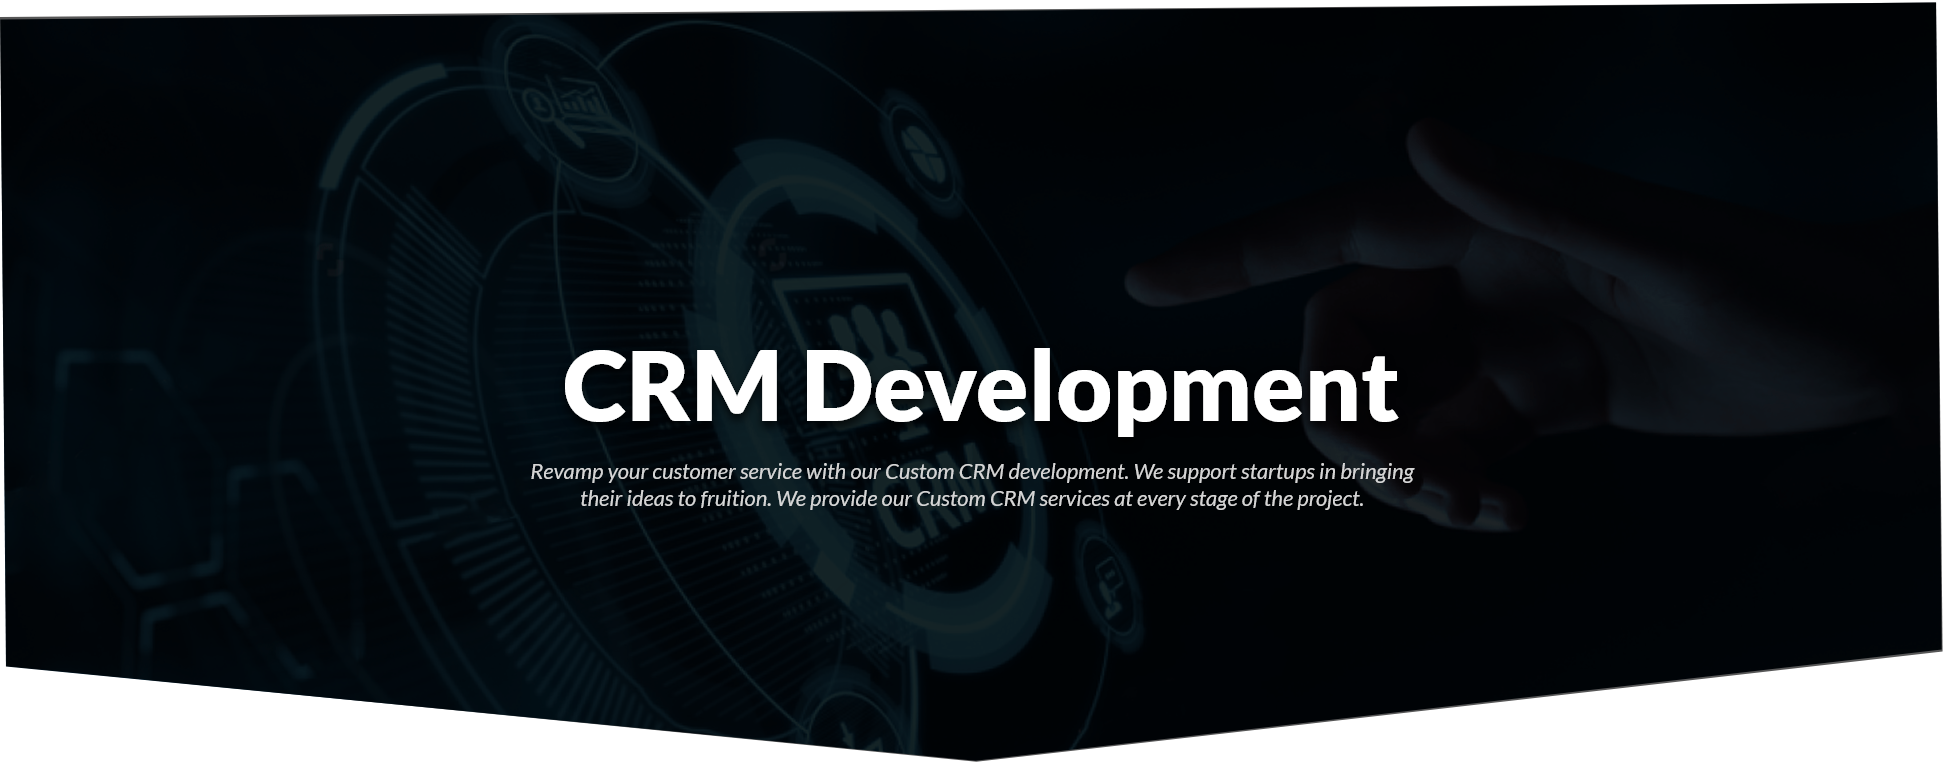 CRM Development
Revamp your customer service with our Custom CRM development. We support startups in bringing
their ideas to fruition. We provide our Custom CRM services at every stage of the project.
CRM